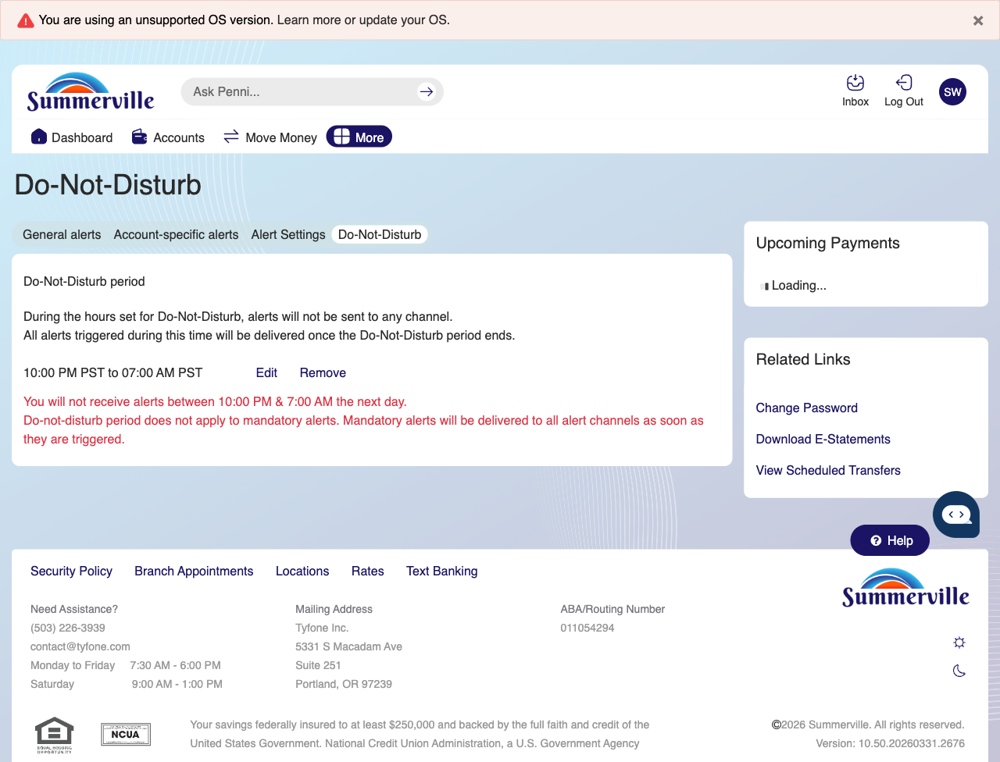 You are using an unsupported OS version. Learn more or update your OS.
Summerville
Ask Penni...
Inbox
Log Out
SW
Dashboard
Accounts
Move Money
More
Do-Not-Disturb
General alerts
Account-specific alerts
Alert Settings
Do-Not-Disturb
Do-Not-Disturb period
During the hours set for Do-Not-Disturb, alerts will not be sent to any channel.
All alerts triggered during this time will be delivered once the Do-Not-Disturb period ends.
10:00 PM PST to 07:00 AM PST
Edit
Remove
You will not receive alerts between 10:00 PM & 7:00 AM the next day.
Do-not-disturb period does not apply to mandatory alerts. Mandatory alerts will be delivered to all alert channels as soon as
they are triggered.
Upcoming Payments
Loading...
Related Links
Change Password
Download E-Statements
View Scheduled Transfers
Help
Security Policy
Branch Appointments
Locations
Rates
Text Banking
Summerville
Need Assistance?
(503) 226-3939
contact@tyfone.com
Monday to Friday 7:30 AM - 6:00 PM
Saturday 9:00 AM - 1:00 PM
Mailing Address
Tyfone Inc.
5331 S Macadam Ave
Suite 251
Portland, OR 97239
ABA/Routing Number
011054294
EQUAL HOUSING
OPPORTUNITY
NCUA
Your savings federally insured to at least $250,000 and backed by the full faith and credit of the
United States Government. National Credit Union Administration, a U.S. Government Agency
©2026 Summerville. All rights reserved.
Version: 10.50.20260331.2676